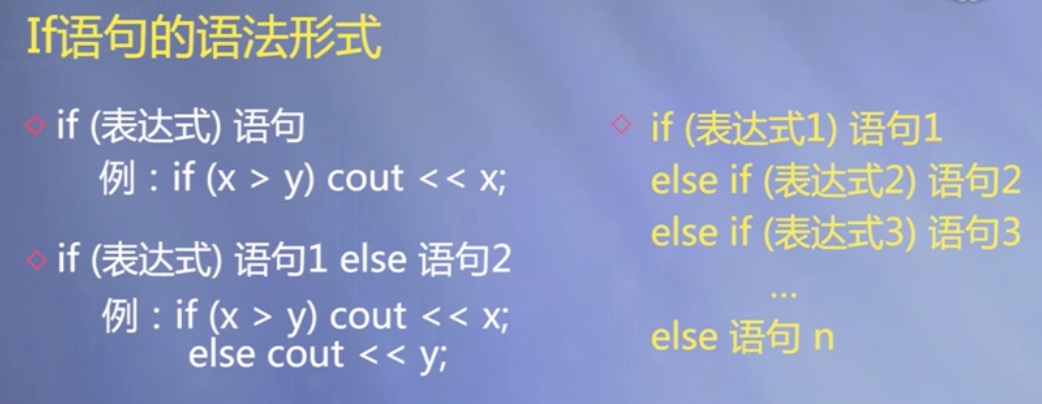 If语句的语法形式
if (表达式) 语句
例：if (x > y) cout << x;
if (表达式) 语句1 else 语句2
例：if (x > y) cout << x;
else cout << y;
if (表达式1) 语句1
else if (表达式2) 语句2
else if (表达式3) 语句3
…
else 语句 n